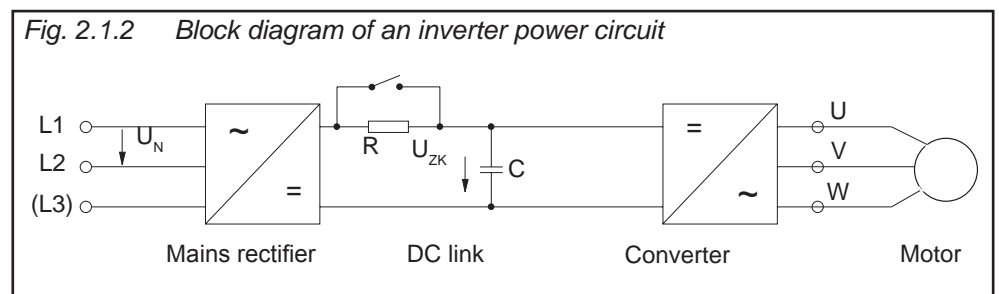 Fig. 2.1.2 Block diagram of an inverter power circuit
L1
L2
(L3)
U_N
~
=
R
U_ZK
C
=
~
U
V
W
Mains rectifier
DC link
Converter
Motor